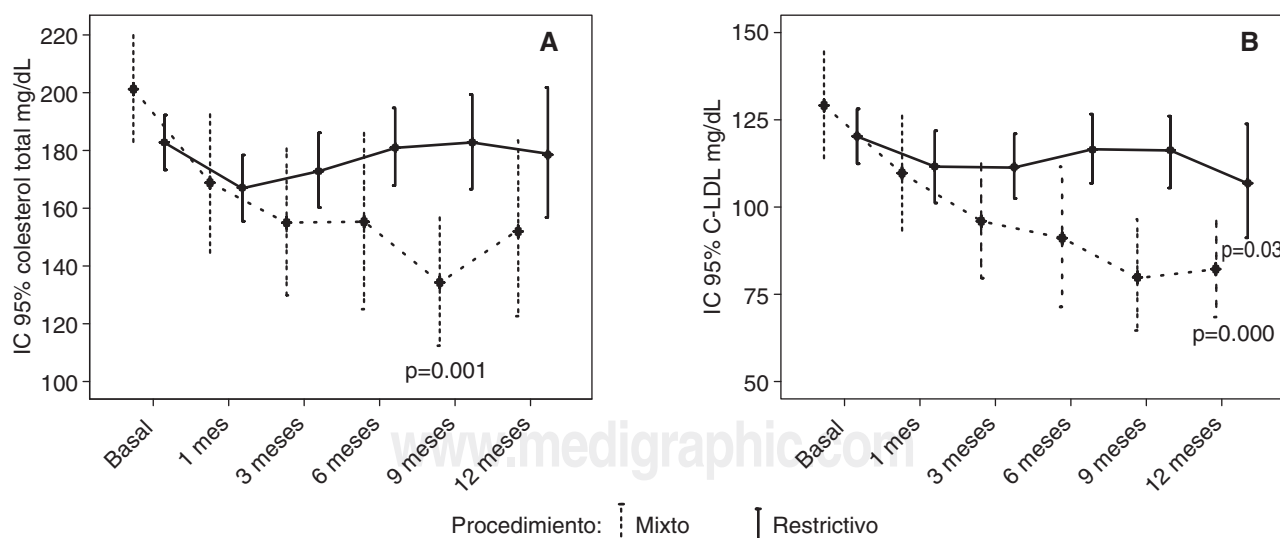 A
IC 95% colesterol total mg/dL
220
200
180
160
140
120
100
p=0.001
Basal
1 mes
3 meses
6 meses
9 meses
12 meses
B
IC 95% C-LDL mg/dL
150
125
100
75
50
p=0.03
p=0.000
Basal
1 mes
3 meses
6 meses
9 meses
12 meses
www.medigraphic.com
Procedimiento: Mixto Restrictivo